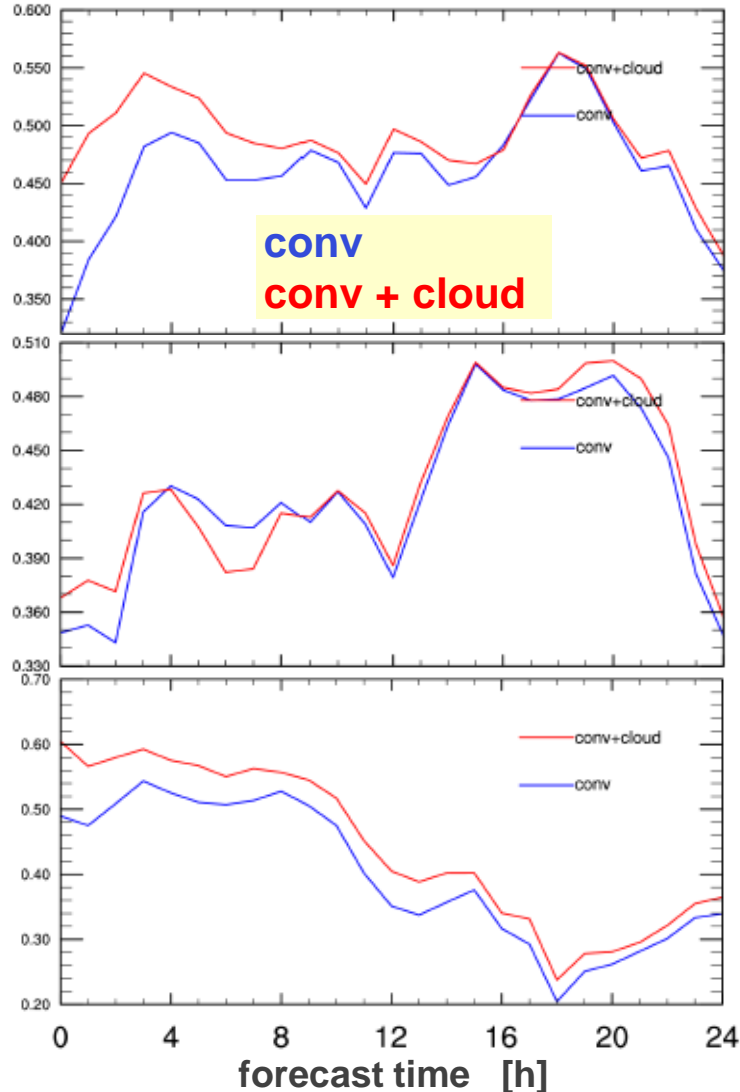 0.600
0.550
0.500
0.450
0.400
0.350
conv+cloud
conv
conv
conv + cloud
0.510
0.480
0.450
0.420
0.390
0.360
0.330
conv+cloud
conv
0.70
0.60
0.50
0.40
0.30
0.20
conv+cloud
conv
0 4 8 12 16 20 24
forecast time [h]